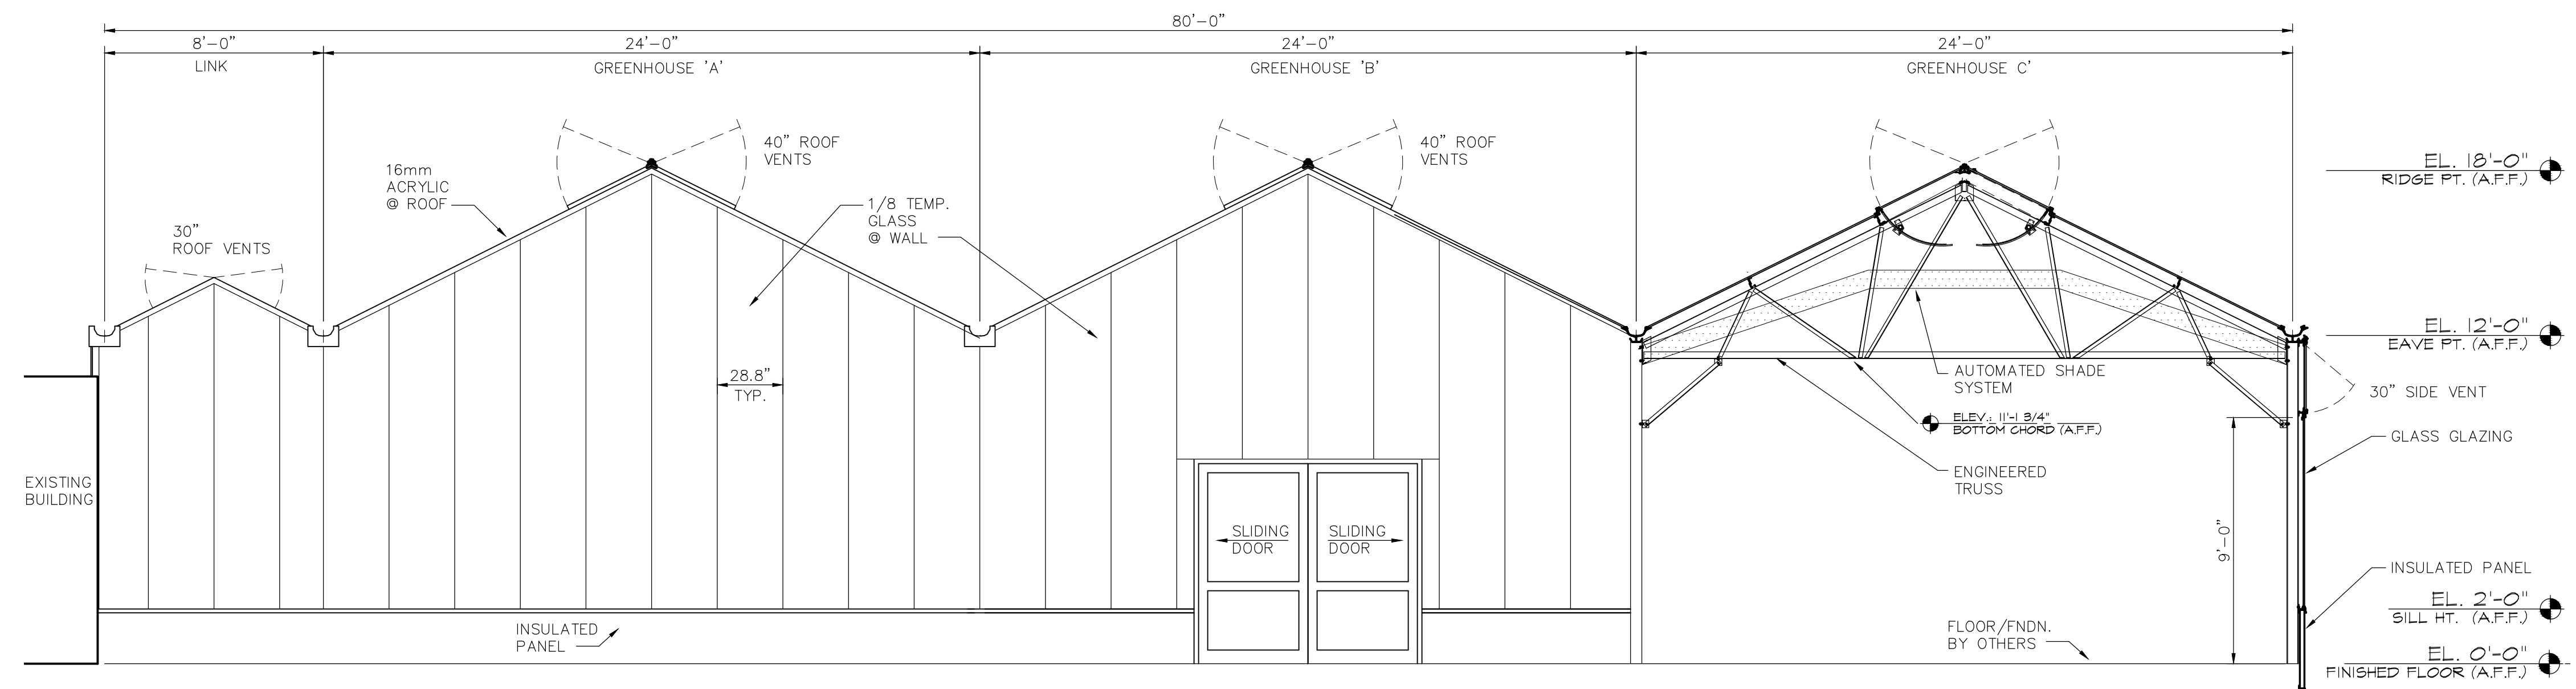 80'-0"
8'-0"
24'-0"
24'-0"
24'-0"
LINK
GREENHOUSE 'A'
GREENHOUSE 'B'
GREENHOUSE C'
40" ROOF
VENTS
40" ROOF
VENTS
16mm
ACRYLIC
@ ROOF
1/8 TEMP.
GLASS
@ WALL
30"
ROOF VENTS
EL. 18'-0"
RIDGE PT. (A.F.F.)
EL. 12'-0"
EAVE PT. (A.F.F.)
28.8"
TYP.
AUTOMATED SHADE
SYSTEM
30" SIDE VENT
ELEV.: 11'-1 3/4"
BOTTOM CHORD (A.F.F.)
GLASS GLAZING
ENGINEERED
TRUSS
EXISTING
BUILDING
SLIDING
DOOR
SLIDING
DOOR
9'-0"
INSULATED PANEL
EL. 2'-0"
SILL HT. (A.F.F.)
INSULATED
PANEL
FLOOR/FNDN.
BY OTHERS
EL. 0'-0"
FINISHED FLOOR (A.F.F.)